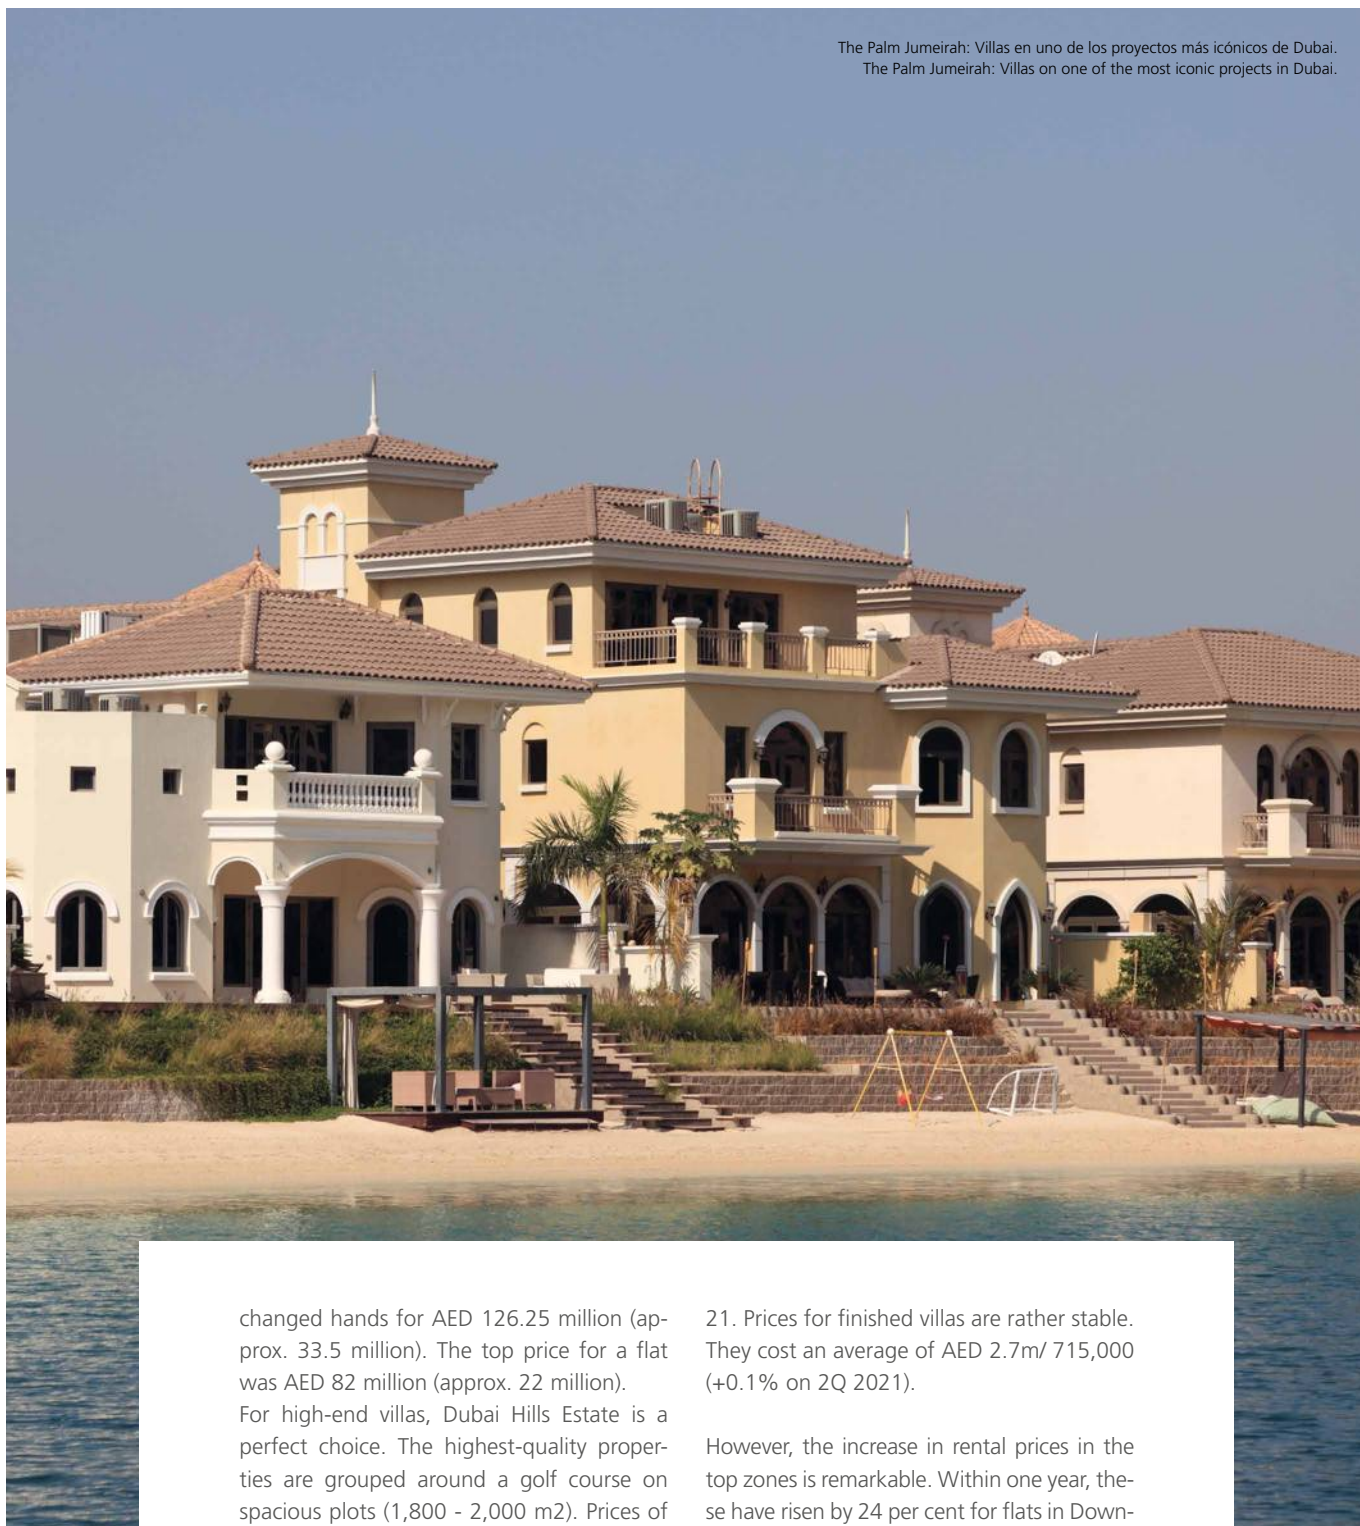 The Palm Jumeirah: Villas en uno de los proyectos más icónicos de Dubai.
The Palm Jumeirah: Villas on one of the most iconic projects in Dubai.
changed hands for AED 126.25 million (ap-
prox. 33.5 million). The top price for a flat
was AED 82 million (approx. 22 million).
For high-end villas, Dubai Hills Estate is a
perfect choice. The highest-quality proper-
ties are grouped around a golf course on
spacious plots (1,800 - 2,000 m2). Prices of
21. Prices for finished villas are rather stable.
They cost an average of AED 2.7m/ 715,000
(+0.1% on 2Q 2021).
However, the increase in rental prices in the
top zones is remarkable. Within one year, the-
se have risen by 24 per cent for flats in Down-